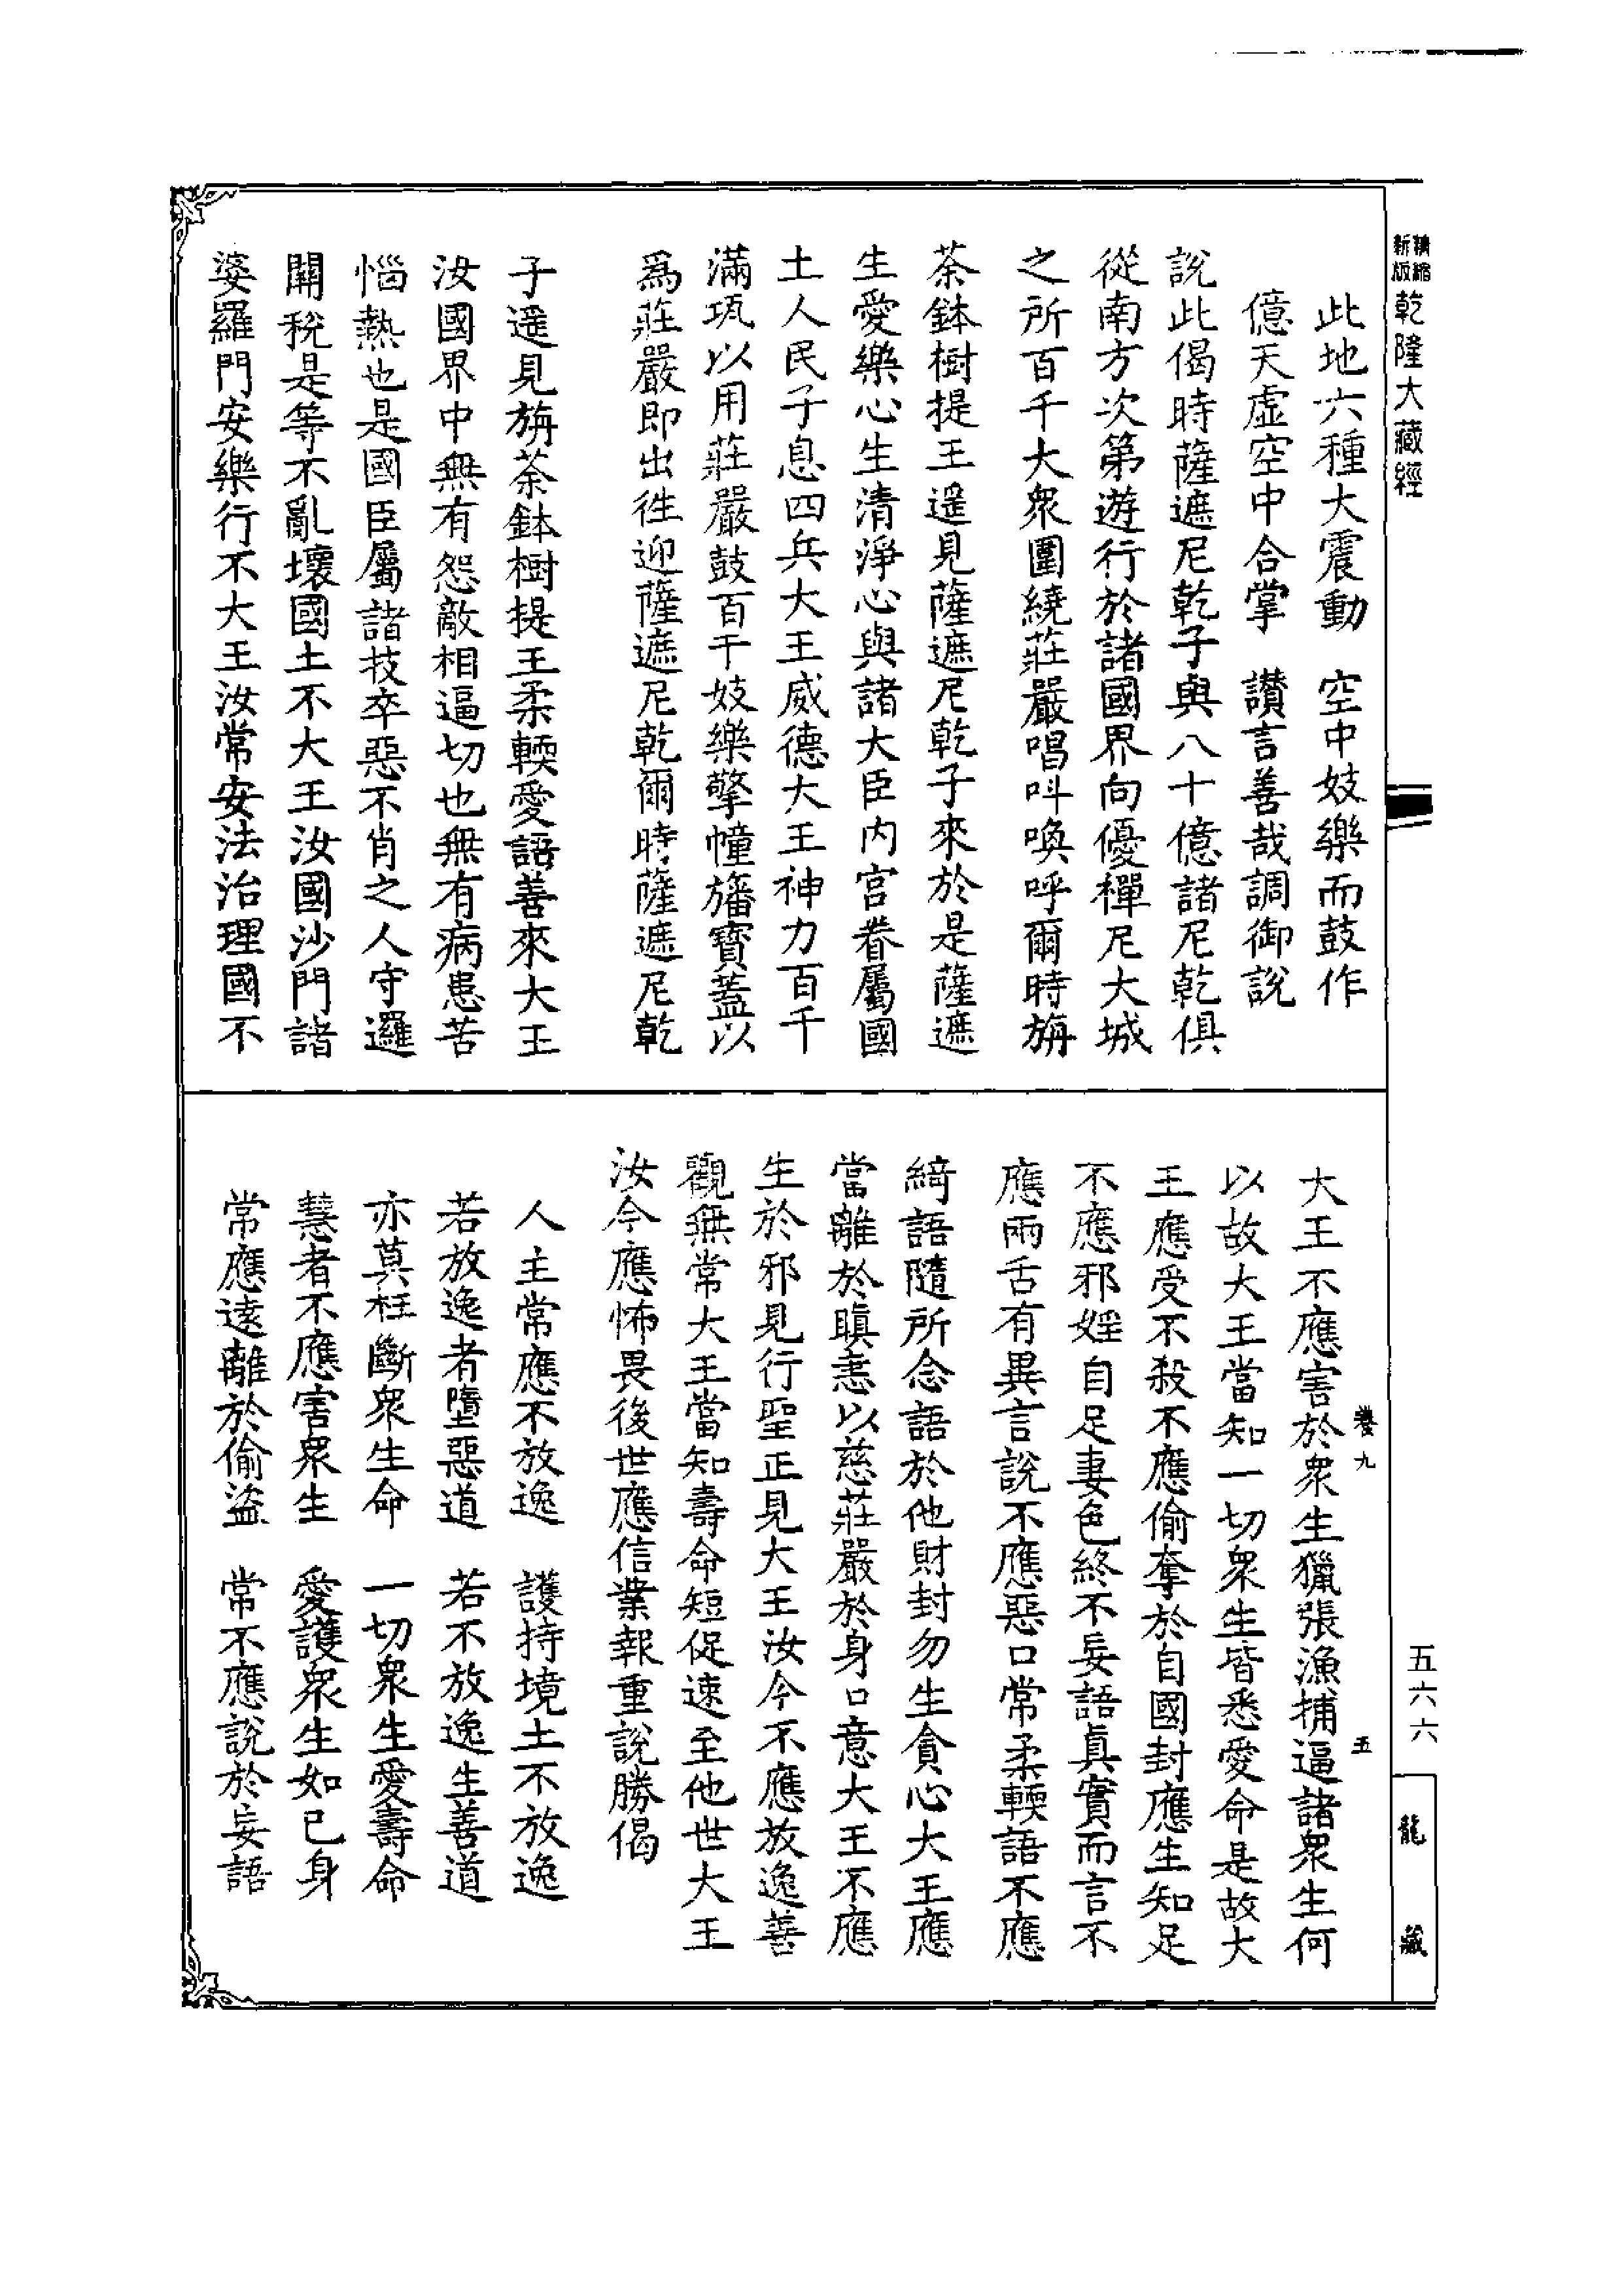 精縮新版乾隆大藏經
此地六種大震動　空中妓樂而鼓作
億天虛空中合掌　讚言善哉調御說
說此偈時薩遮尼乾子與八十億諸尼乾俱
從南方次第遊行於諸國界向優禪尼大城
之所百千大衆圍繞莊嚴唱叫喚呼爾時旃
荼鉢樹提王遥見薩遮尼乾子來於是薩遮
生愛樂心生清淨心與諸大臣内宫眷屬國
土人民子息四兵大王威德大王神力百千
滿珁以用莊嚴鼓百千妓樂擎幢旛寶蓋以
爲莊嚴即出徃迎薩遮尼乾爾時薩遮尼乾
子遥見旃荼鉢樹提王柔輭愛語善來大王
汝國界中無有怨敵相逼切也無有病患苦
惱熱也是國臣屬諸技卒惡不肖之人守邏
關稅是等不亂壞國土不大王汝國沙門諸
婆羅門安樂行不大王汝常安法治理國不
卷九
五
大王不應害於衆生獵張漁捕逼諸衆生何
以故大王當知一切衆生皆悉愛命是故大
王應受不殺不應偷奪於自國封應生知足
不應邪婬自足妻色終不妄語真實而言不
應兩舌有異言說不應惡口常柔輭語不應
綺語隨所念語於他財封勿生貪心大王應
當離於瞋恚以慈莊嚴於身口意大王不應
生於邪見行聖正見大王汝今不應放逸善
觀無常大王當知壽命短促速至他世大王
汝今應怖畏後世應信業報重說勝偈
人主常應不放逸　護持境土不放逸
若放逸者墮惡道　若不放逸生善道
亦莫枉斷衆生命　一切衆生愛壽命
慧者不應害衆生　愛護衆生如己身
常應遠離於偷盜　常不應說於妄語
五六六
龍藏